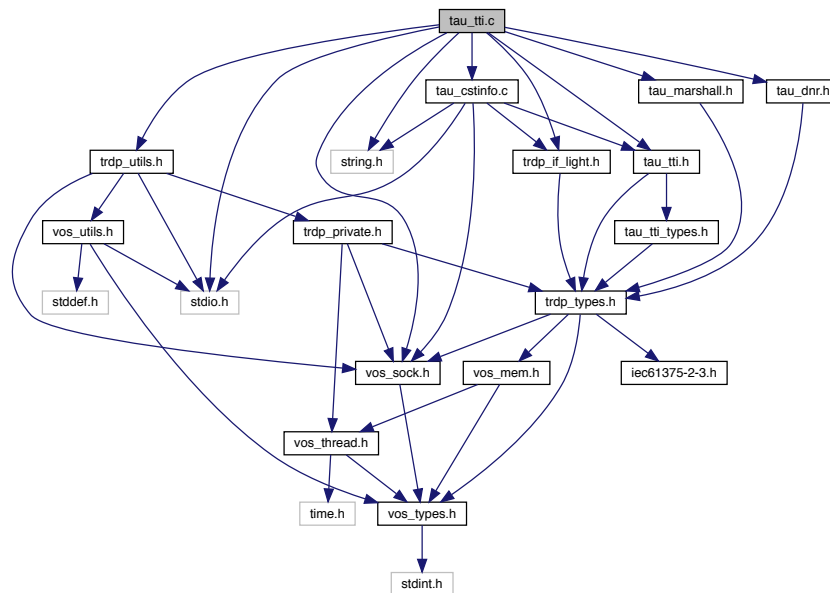 tau_tti.c
tau_cstinfo.c
tau_marshall.h
tau_dnr.h
trdp_utils.h
string.h
trdp_if_light.h
tau_tti.h
vos_utils.h
trdp_private.h
tau_tti_types.h
stddef.h
stdio.h
trdp_types.h
vos_sock.h
vos_mem.h
iec61375-2-3.h
vos_thread.h
time.h
vos_types.h
stdint.h